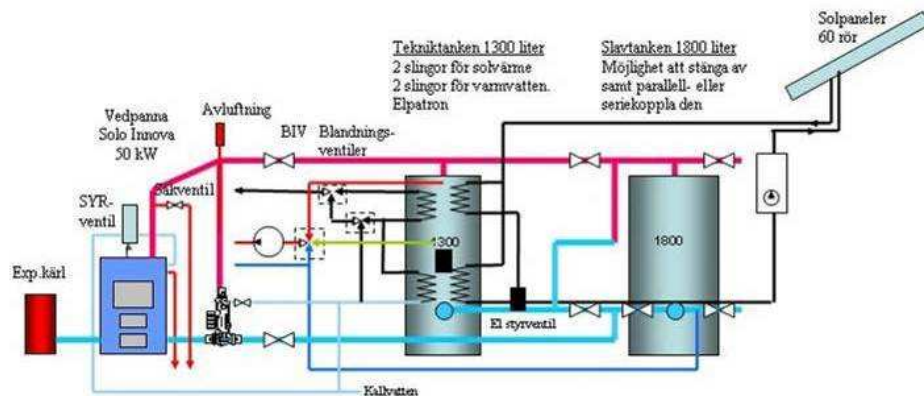 Solpaneler
60 rör
Tekniktanken 1300 liter
2 slingor för solvärme
2 slingor för varmvatten.
Elpatron
Slavtanken 1800 liter
Möjlighet att stänga av
samt parallell- eller
seriekoppla den
Avluftning
Vedpanna
Solo Innova
50 kW
BIV
Blandnings-
ventiler
Säkventil
SYR-
ventil
1300
1800
Exp.kärl
El styrventil
Kallvatten